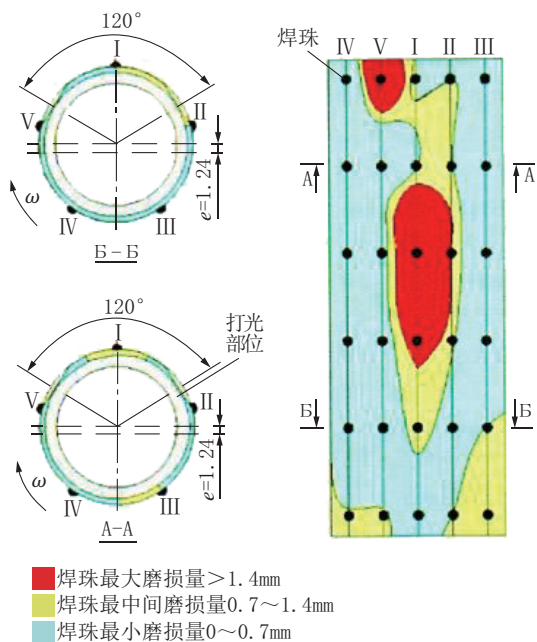 120°
I
II
V
ω
e=1.24
IV
III
Б-Б
120°
I
打光
部位
V
II
ω
e=1.24
IV
III
A-A
焊珠
IV V I II III
A A
Б Б
焊珠最大磨损量>1.4mm
焊珠最中间磨损量0.7~1.4mm
焊珠最小磨损量0~0.7mm